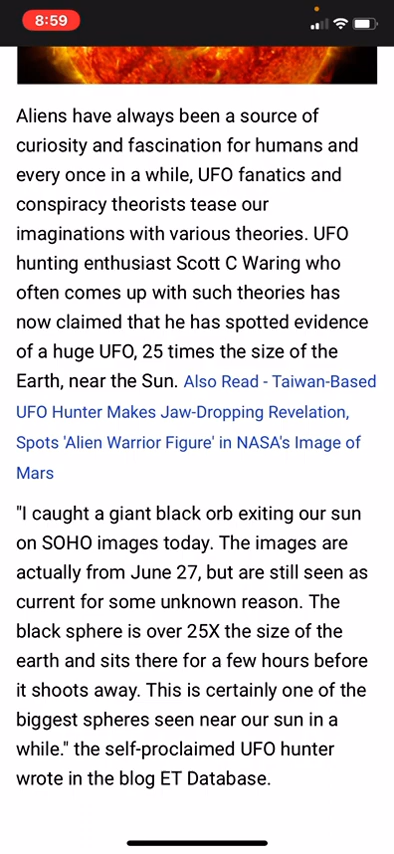 8:59
Aliens have always been a source of
curiosity and fascination for humans and
every once in a while, UFO fanatics and
conspiracy theorists tease our
imaginations with various theories. UFO
hunting enthusiast Scott C Waring who
often comes up with such theories has
now claimed that he has spotted evidence
of a huge UFO, 25 times the size of the
Earth, near the Sun. Also Read - Taiwan-Based
UFO Hunter Makes Jaw-Dropping Revelation,
Spots 'Alien Warrior Figure' in NASA's Image of
Mars
"I caught a giant black orb exiting our sun
on SOHO images today. The images are
actually from June 27, but are still seen as
current for some unknown reason. The
black sphere is over 25X the size of the
earth and sits there for a few hours before
it shoots away. This is certainly one of the
biggest spheres seen near our sun in a
while." the self-proclaimed UFO hunter
wrote in the blog ET Database.